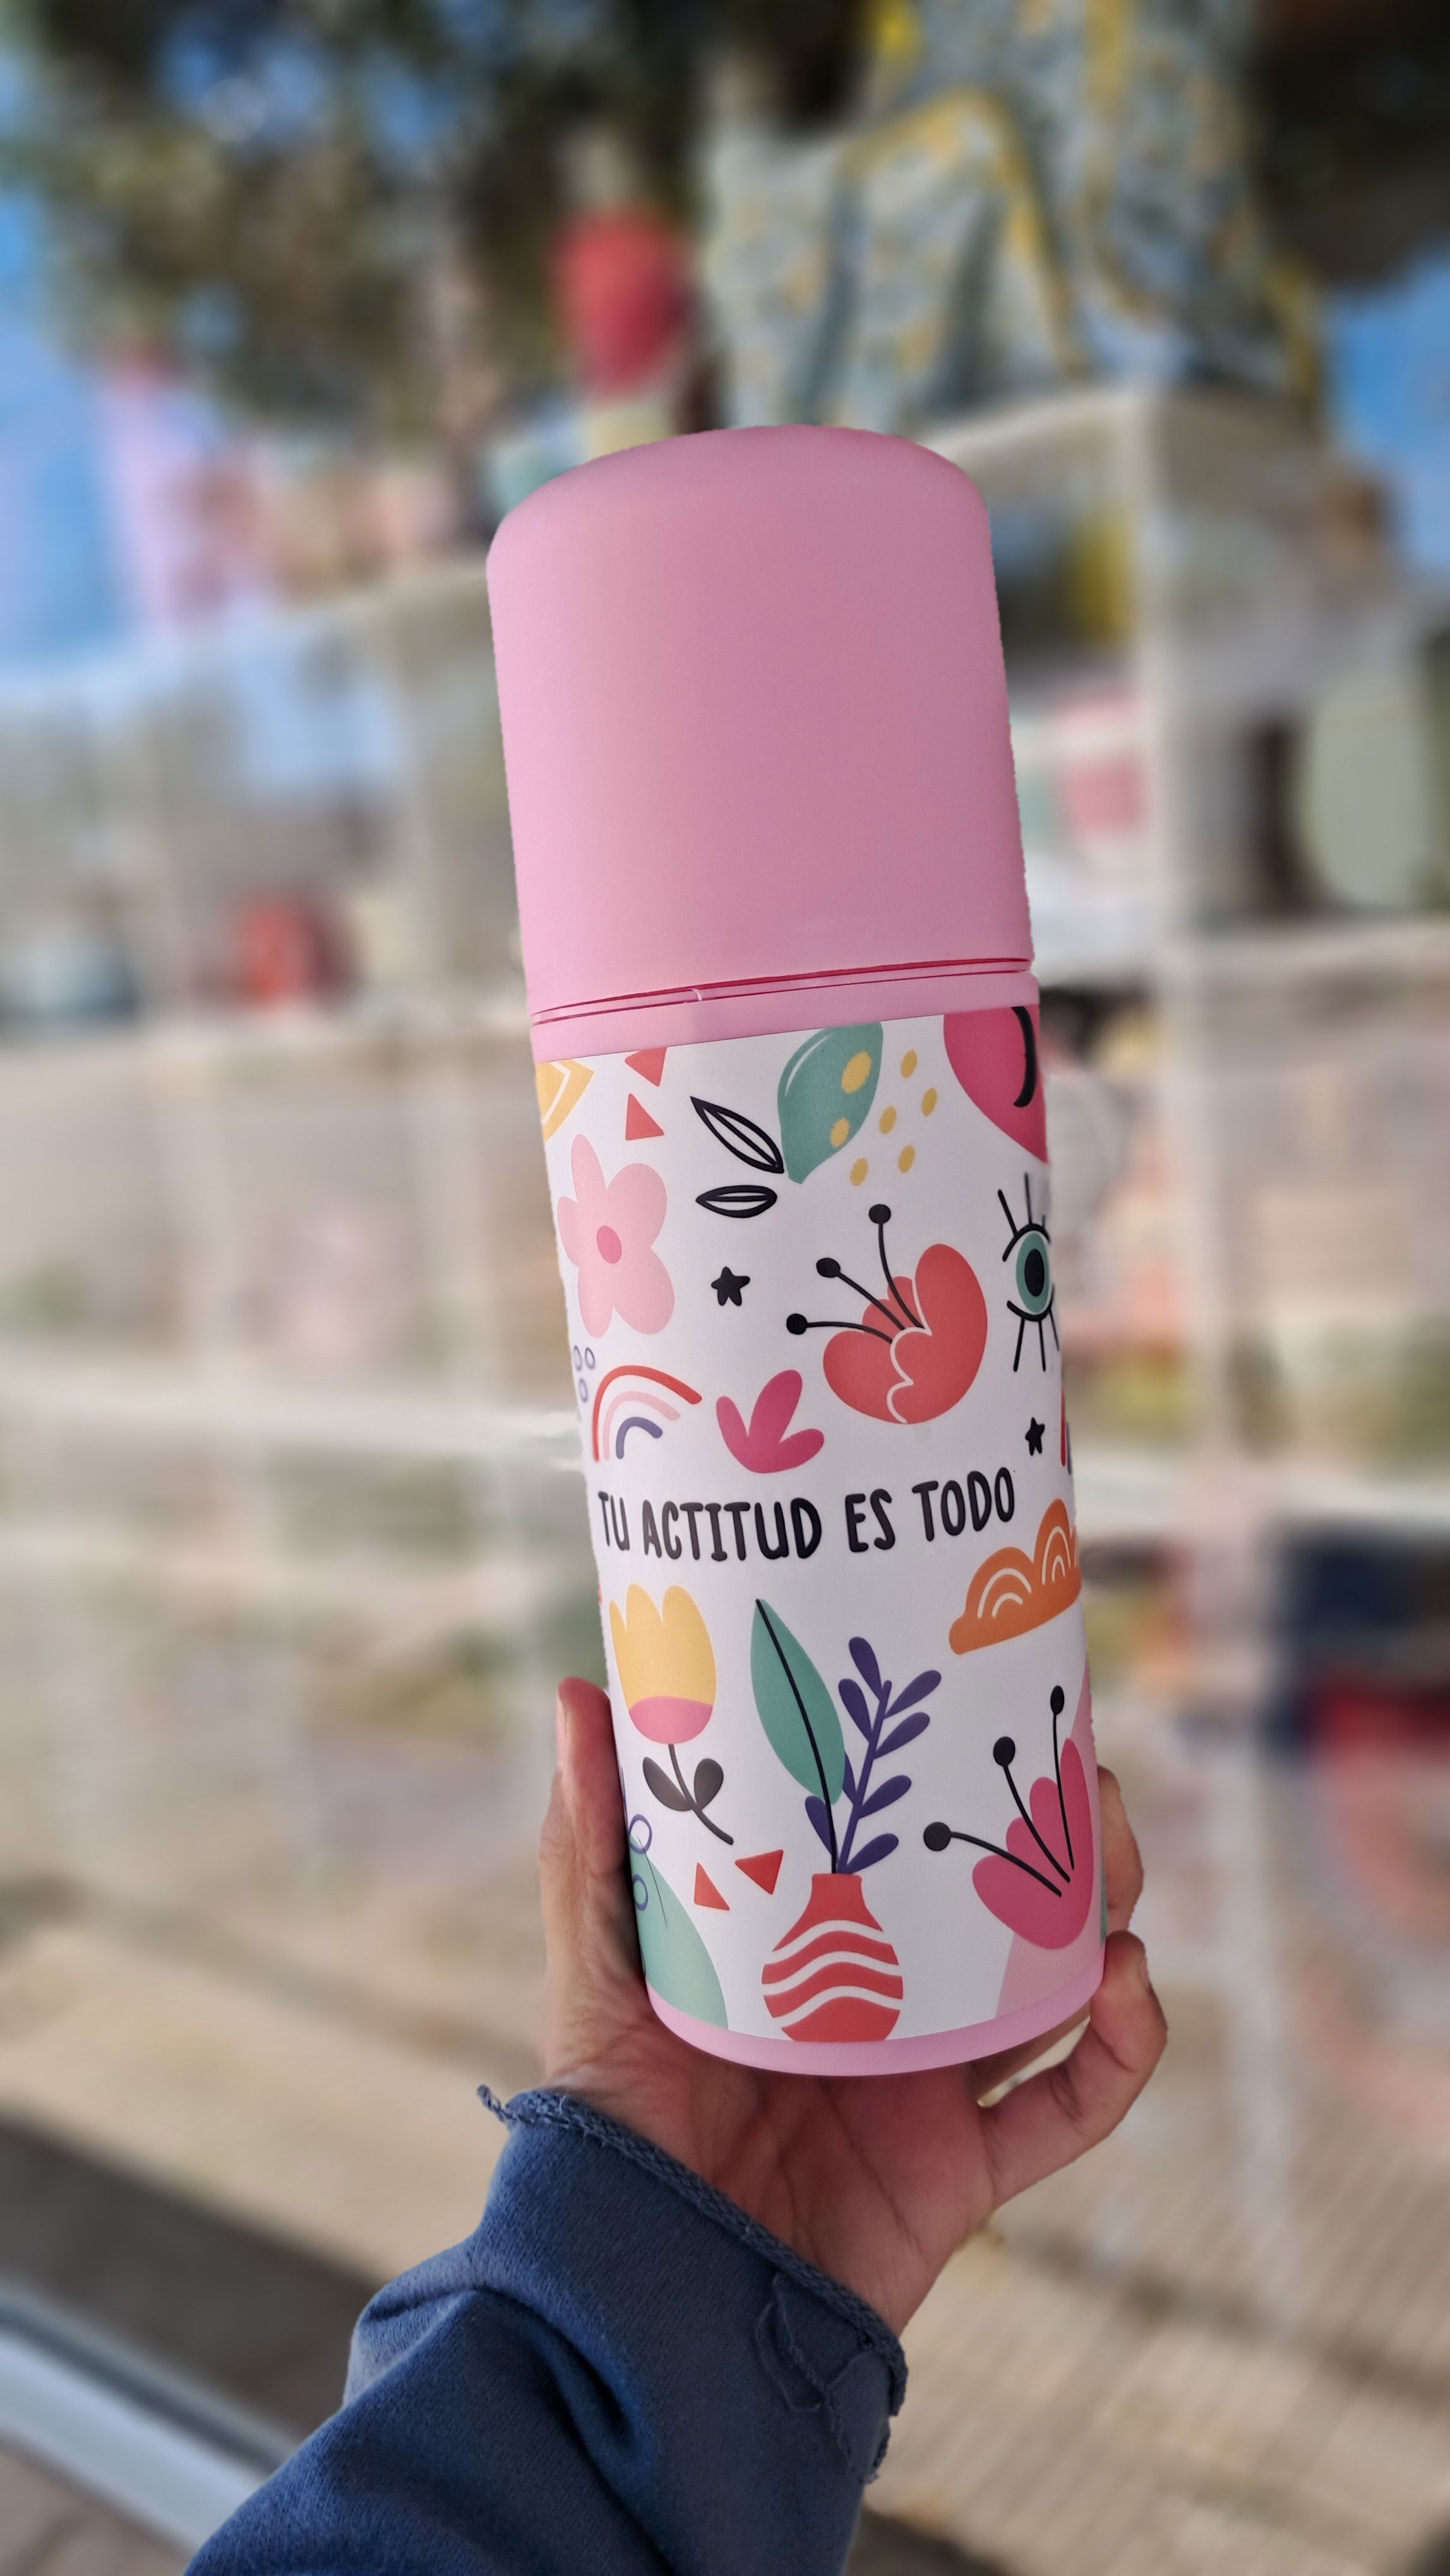 TU ACTITUD ES TODO